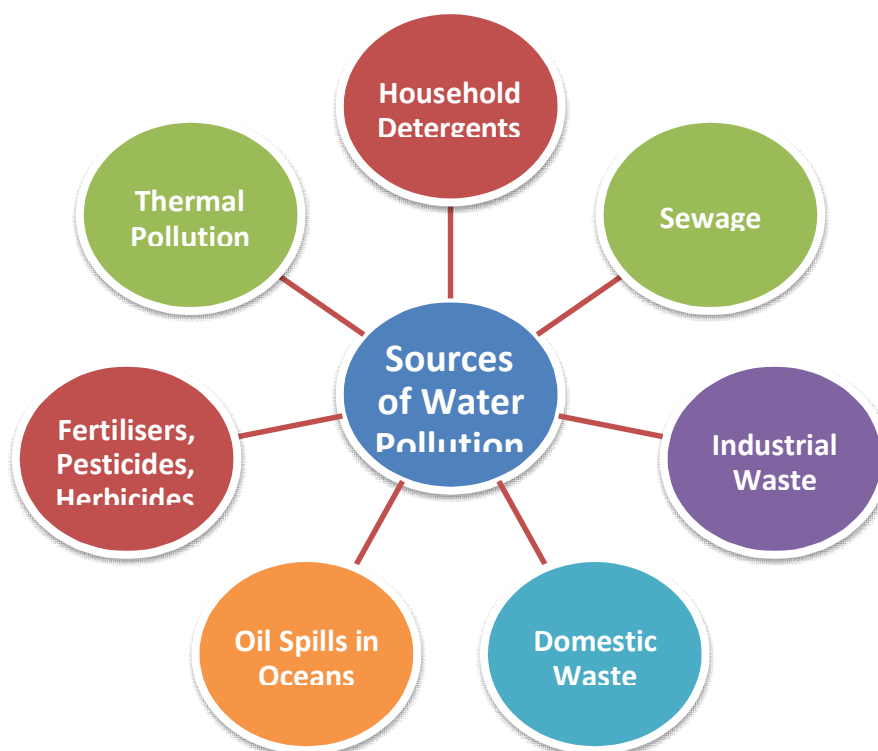 Household
Detergents
Thermal
Pollution
Sewage
Sources
of Water
Pollution
Fertilisers,
Pesticides,
Herbicides
Industrial
Waste
Oil Spills in
Oceans
Domestic
Waste